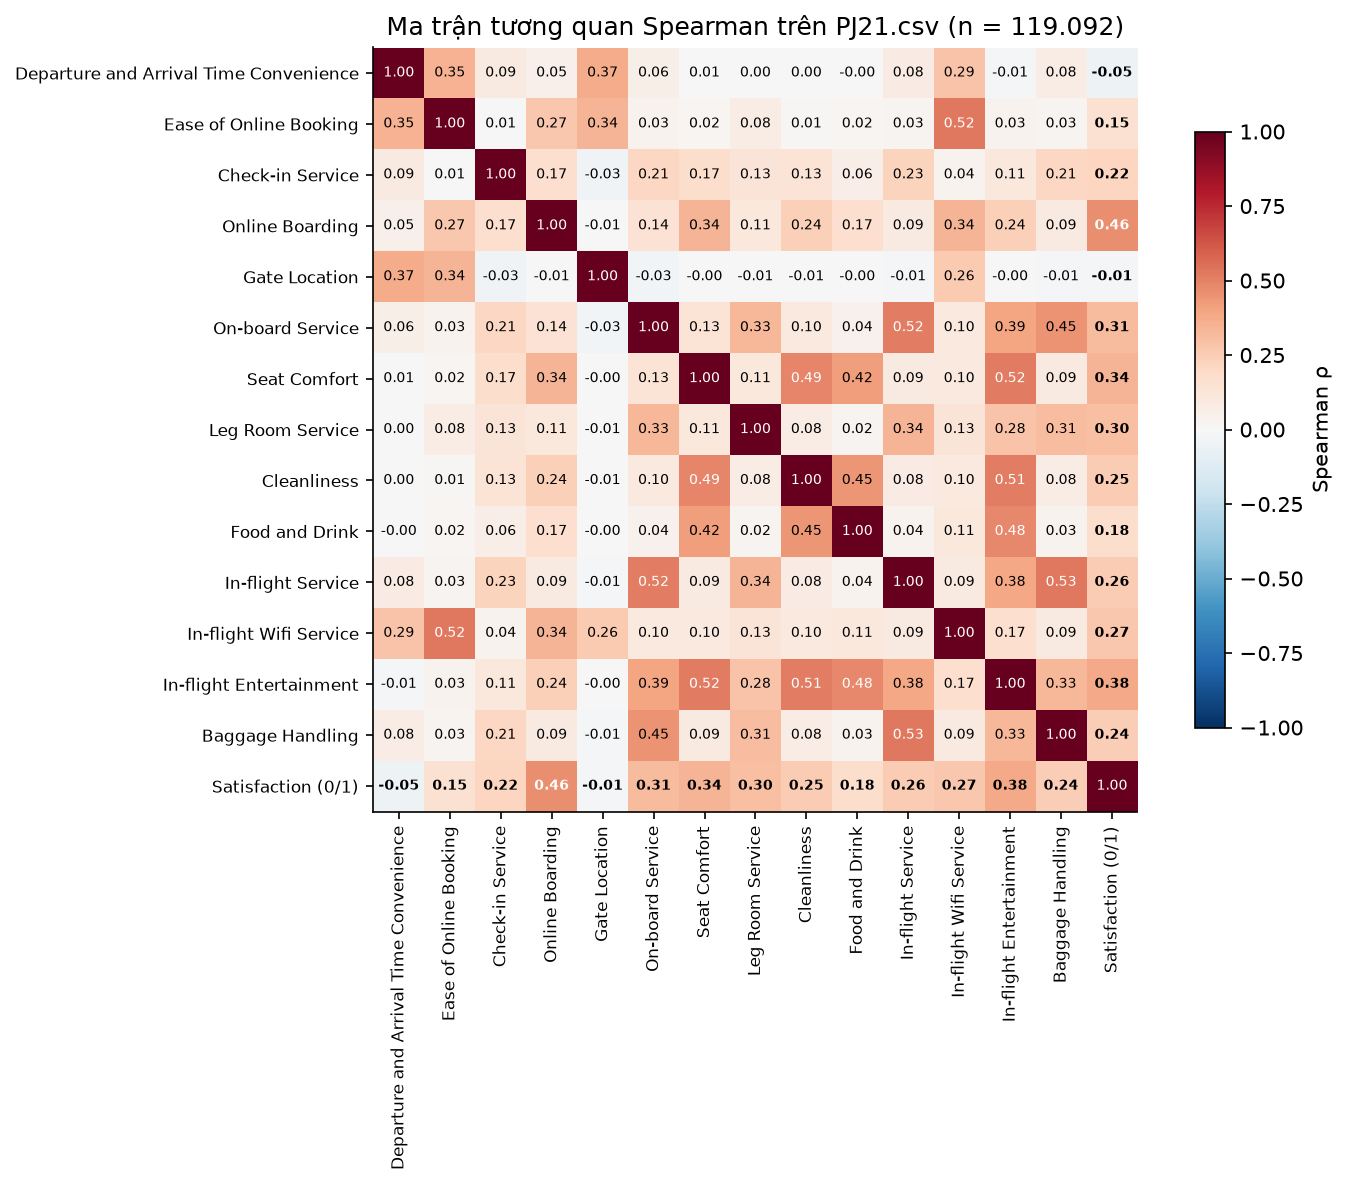 Ma trận tương quan Spearman trên PJ21.csv (n = 119.092)
Departure and Arrival Time Convenience 1.00 0.35 0.09 0.05 0.37 0.06 0.01 0.00 0.00 -0.00 0.08 0.29 -0.01 0.08 -0.05
Ease of Online Booking 0.35 1.00 0.01 0.27 0.34 0.03 0.02 0.08 0.01 0.02 0.03 0.52 0.03 0.03 0.15
Check-in Service 0.09 0.01 1.00 0.17 -0.03 0.21 0.17 0.13 0.13 0.06 0.23 0.04 0.11 0.21 0.22
Online Boarding 0.05 0.27 0.17 1.00 -0.01 0.14 0.34 0.11 0.24 0.17 0.09 0.34 0.24 0.09 0.46
Gate Location 0.37 0.34 -0.03 -0.01 1.00 -0.03 -0.00 -0.01 -0.01 -0.00 -0.01 0.26 -0.00 -0.01 -0.01
On-board Service 0.06 0.03 0.21 0.14 -0.03 1.00 0.13 0.33 0.10 0.04 0.52 0.10 0.39 0.45 0.31
Seat Comfort 0.01 0.02 0.17 0.34 -0.00 0.13 1.00 0.11 0.49 0.42 0.09 0.10 0.52 0.09 0.34
Leg Room Service 0.00 0.08 0.13 0.11 -0.01 0.33 0.11 1.00 0.08 0.02 0.34 0.13 0.28 0.31 0.30
Cleanliness 0.00 0.01 0.13 0.24 -0.01 0.10 0.49 0.08 1.00 0.45 0.08 0.10 0.51 0.08 0.25
Food and Drink -0.00 0.02 0.06 0.17 -0.00 0.04 0.42 0.02 0.45 1.00 0.04 0.11 0.48 0.03 0.18
In-flight Service 0.08 0.03 0.23 0.09 -0.01 0.52 0.09 0.34 0.08 0.04 1.00 0.09 0.38 0.53 0.26
In-flight Wifi Service 0.29 0.52 0.04 0.34 0.26 0.10 0.10 0.13 0.10 0.11 0.09 1.00 0.17 0.09 0.27
In-flight Entertainment -0.01 0.03 0.11 0.24 -0.00 0.39 0.52 0.28 0.51 0.48 0.38 0.17 1.00 0.33 0.38
Baggage Handling 0.08 0.03 0.21 0.09 -0.01 0.45 0.09 0.31 0.08 0.03 0.53 0.09 0.33 1.00 0.24
Satisfaction (0/1) -0.05 0.15 0.22 0.46 -0.01 0.31 0.34 0.30 0.25 0.18 0.26 0.27 0.38 0.24 1.00
Departure and Arrival Time Convenience
Ease of Online Booking
Check-in Service
Online Boarding
Gate Location
On-board Service
Seat Comfort
Leg Room Service
Cleanliness
Food and Drink
In-flight Service
In-flight Wifi Service
In-flight Entertainment
Baggage Handling
Satisfaction (0/1)
1.00
0.75
0.50
0.25
0.00
−0.25
−0.50
−0.75
−1.00
Spearman ρ